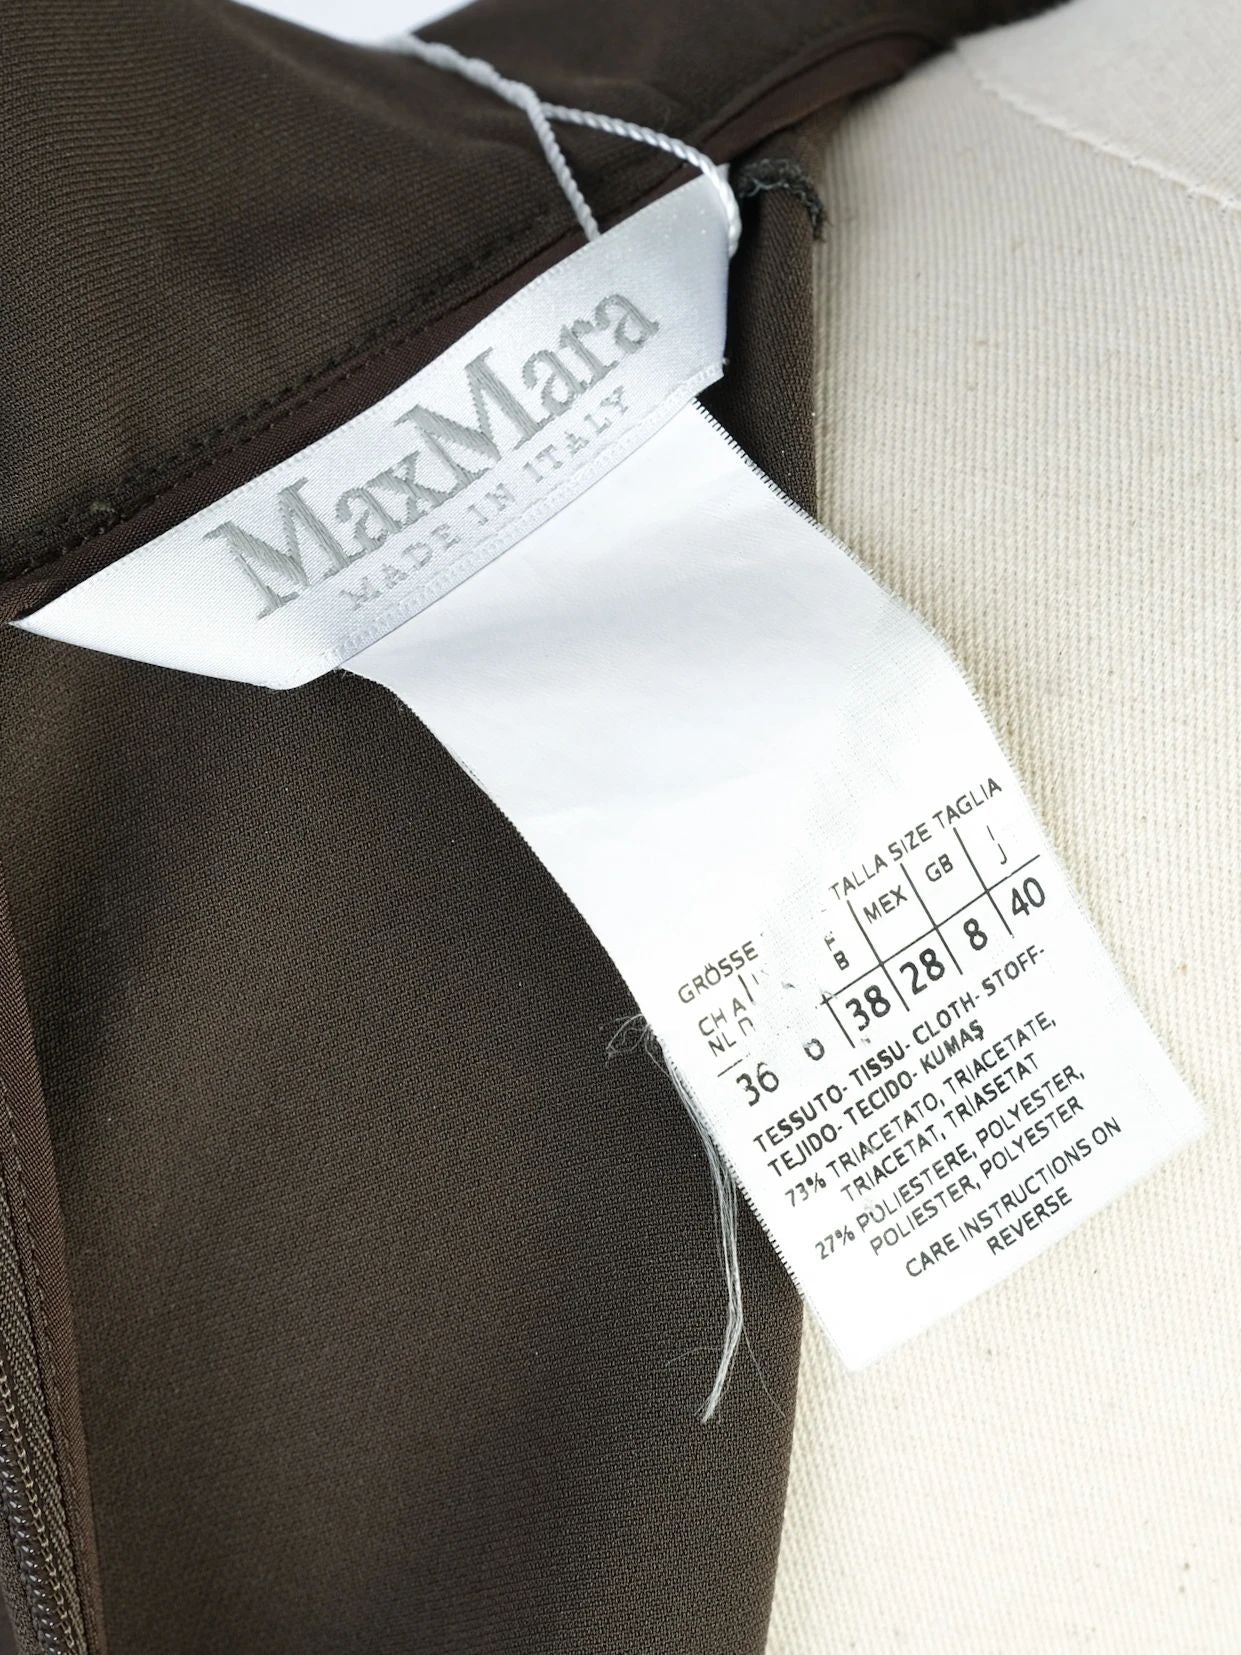 MaxMara
MADE IN ITALY
GRÖSSE TALLA SIZE TAGLIA
CH A MEX GB I
NL D B J
36 38 28 8 40
TESSUTO- TISSU- CLOTH- STOFF-
TEJIDO- TECIDO- KUMAŞ
73% TRIACETATO, TRIACETATE,
TRIACETAT, TRIASETAT
27% POLIESTERE, POLYESTER,
POLIESTER, POLYESTER
CARE INSTRUCTIONS ON
REVERSE